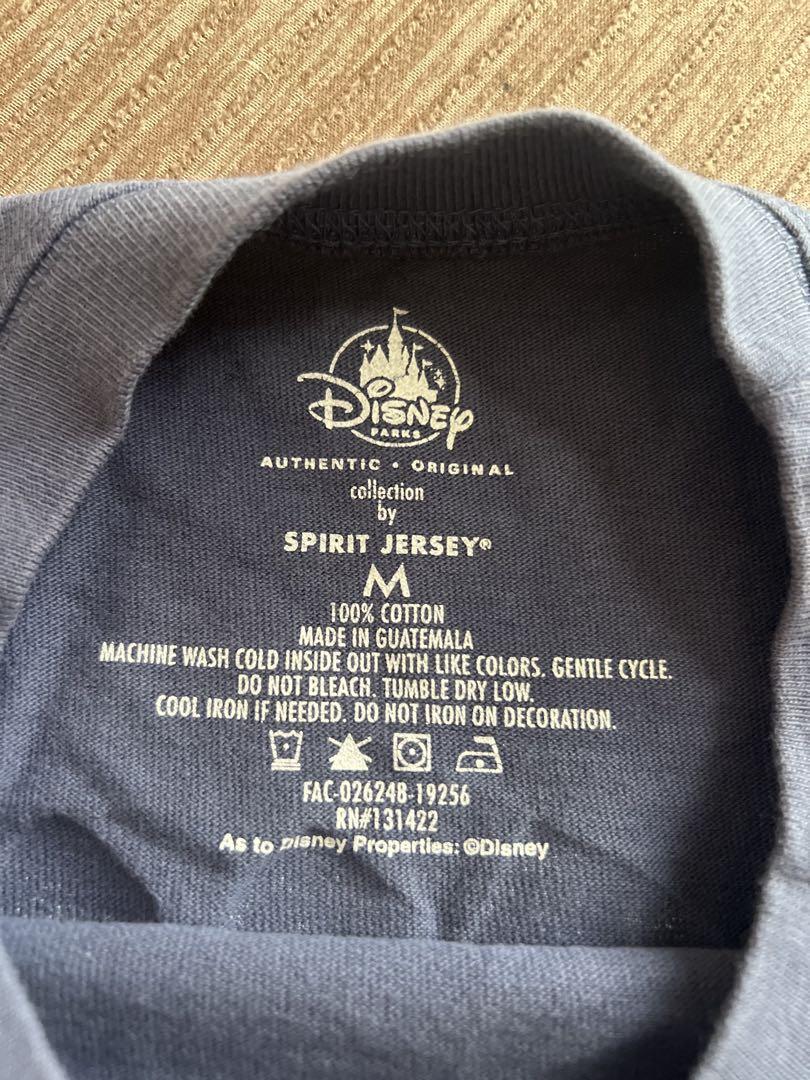 Disney
PARKS
AUTHENTIC • ORIGINAL
collection
by
SPIRIT JERSEY®
M
100% COTTON
MADE IN GUATEMALA
MACHINE WASH COLD INSIDE OUT WITH LIKE COLORS. GENTLE CYCLE.
DO NOT BLEACH. TUMBLE DRY LOW.
COOL IRON IF NEEDED. DO NOT IRON ON DECORATION.
FAC-026248-19256
RN#131422
As to Disney Properties: ©Disney